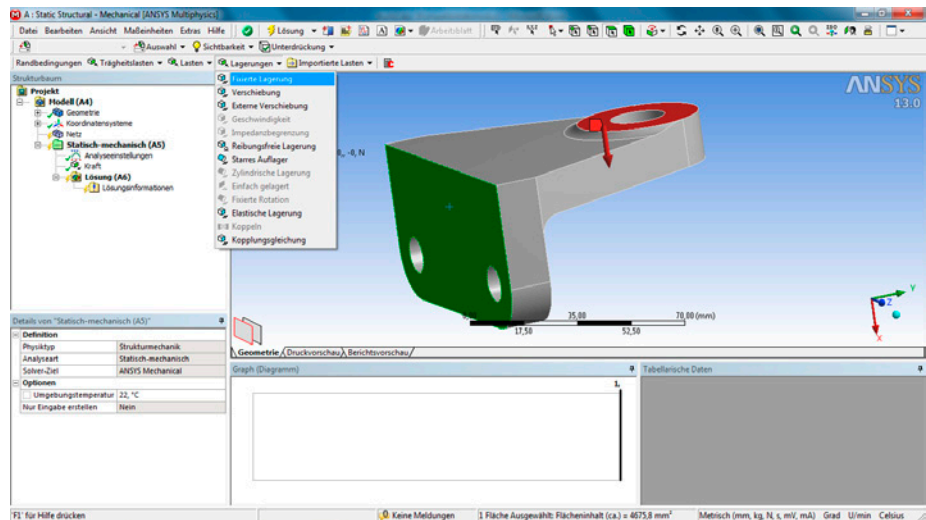 A : Static Structural - Mechanical [ANSYS Multiphysics]
Datei Bearbeiten Ansicht Maßeinheiten Extras Hilfe Lösung Arbeitsblatt
Auswahl Sichtbarkeit Unterdrückung
Randbedingungen Trägheitslasten Lasten Lagerungen Importierte Lasten
Strukturbaum
Projekt
Modell (A4)
Geometrie
Koordinatensysteme
Netz
Statisch-mechanisch (A5)
Analyseeinstellungen
Kraft
Lösung (A6)
Lösungsinformationen
Fixierte Lagerung
Verschiebung
Externe Verschiebung
Geschwindigkeit
Impedanzbegrenzung
Reibungsfreie Lagerung
Starres Auflager
Zylindrische Lagerung
Einfach gelagert
Fixierte Rotation
Elastische Lagerung
Koppeln
Kopplungsgleichung
ANSYS
13.0
Y
Z
X
35,00
70,00 (mm)
17,50
52,50
Geometrie Druckvorschau Berichtsvorschau
Details von "Statisch-mechanisch (A5)"
Definition
Physiktyp Strukturmechanik
Analyseart Statisch-mechanisch
Solver-Ziel ANSYS Mechanical
Optionen
Umgebungstemperatur 22, °C
Nur Eingabe erstellen Nein
Graph (Diagramm)
1,
Tabellarische Daten
'F1' für Hilfe drücken
Keine Meldungen
1 Fläche Ausgewählt: Flächeninhalt (ca.) = 4675,8 mm²
Metrisch (mm, kg, N, s, mV, mA) Grad U/min Celsius